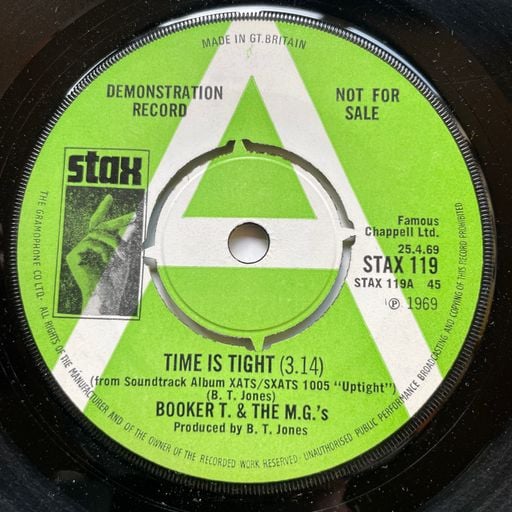 MADE IN GT. BRITAIN
DEMONSTRATION
RECORD
NOT FOR
SALE
A
stax
Famous
Chappell Ltd.
25.4.69
STAX 119
STAX 119A 45
Ⓟ 1969
TIME IS TIGHT (3.14)
(from Soundtrack Album XATS/SXATS 1005 "Uptight")
(B. T. Jones)
BOOKER T. & THE M.G.'s
Produced by B. T. Jones
THE GRAMOPHONE CO LTD. ALL RIGHTS OF THE MANUFACTURER AND OF THE OWNER OF THE RECORDED WORK RESERVED· UNAUTHORISED PUBLIC PERFORMANCE BROADCASTING AND COPYING OF THIS RECORD PROHIBITED